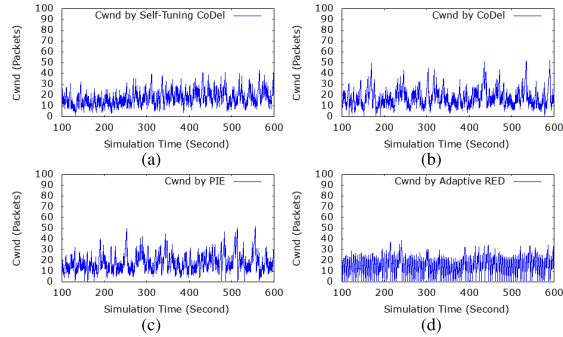 Cwnd (Packets)
100
90
80
70
60
50
40
30
20
10
0
Cwnd by Self-Tuning CoDel
100 200 300 400 500 600
Simulation Time (Second)
(a)
Cwnd (Packets)
100
90
80
70
60
50
40
30
20
10
0
Cwnd by CoDel
100 200 300 400 500 600
Simulation Time (Second)
(b)
Cwnd (Packets)
100
90
80
70
60
50
40
30
20
10
0
Cwnd by PIE
100 200 300 400 500 600
Simulation Time (Second)
(c)
Cwnd (Packets)
100
90
80
70
60
50
40
30
20
10
0
Cwnd by Adaptive RED
100 200 300 400 500 600
Simulation Time (Second)
(d)